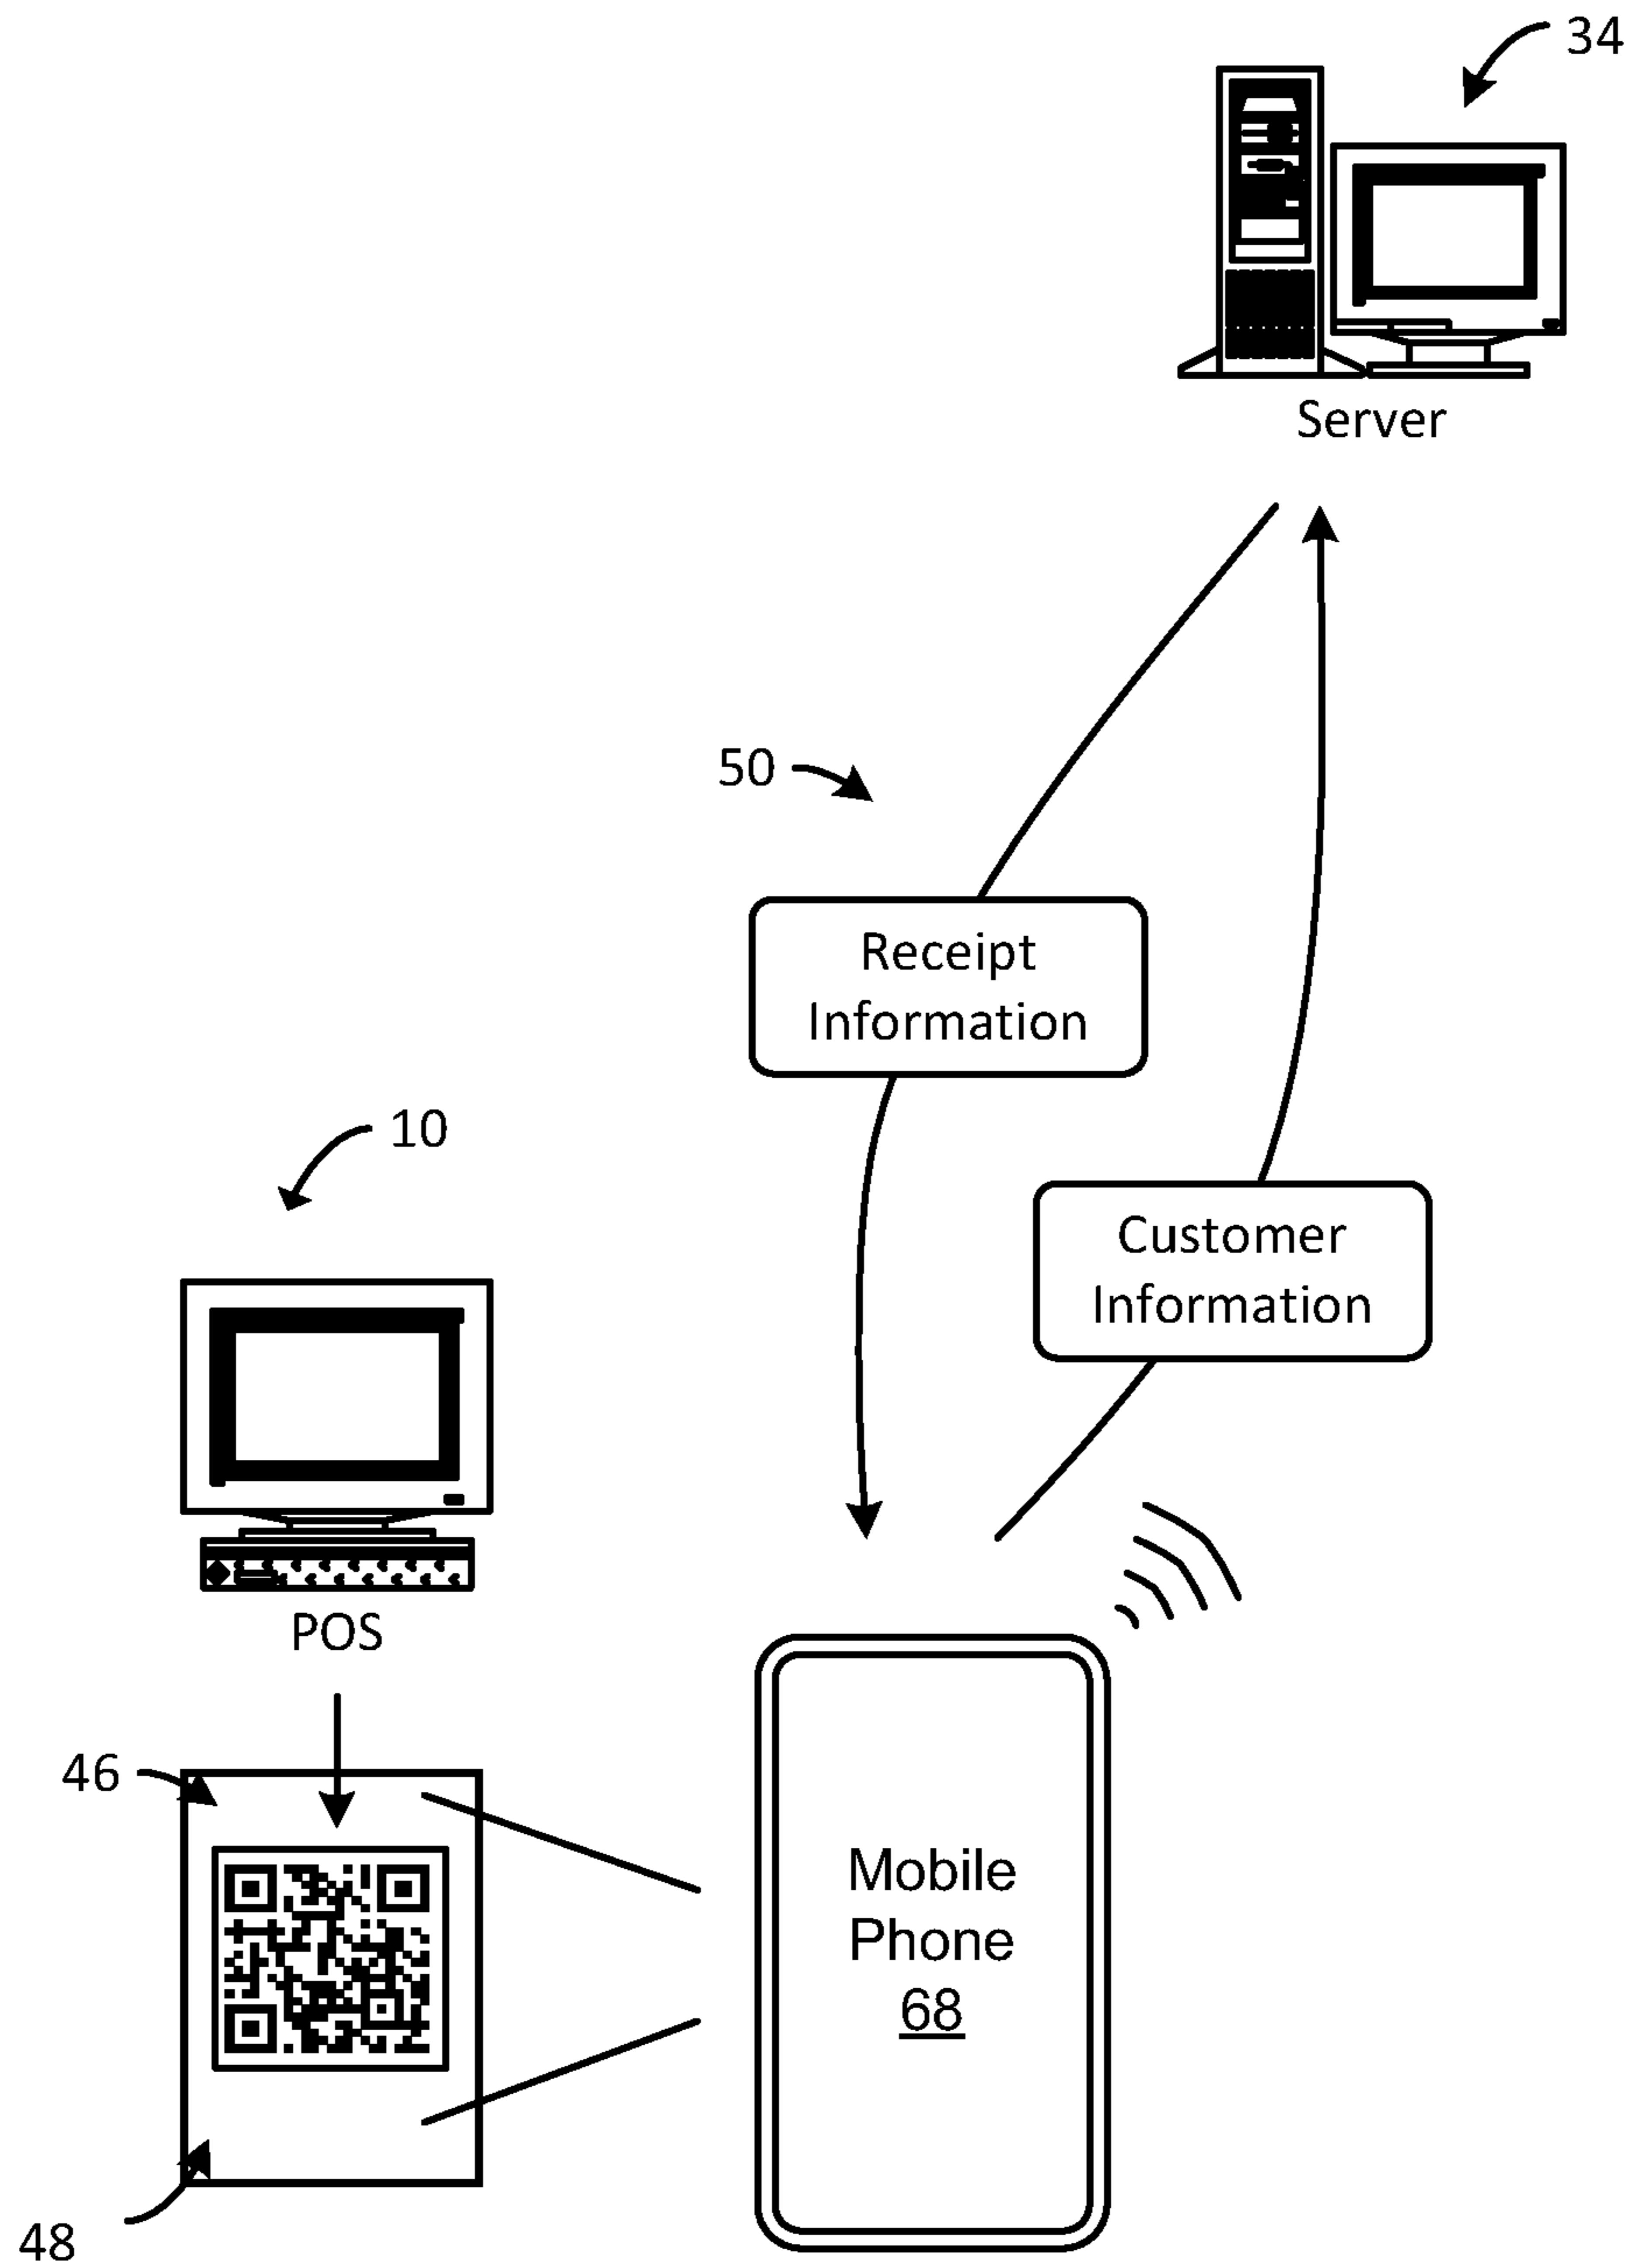 34
Server
50
Receipt
Information
10
Customer
Information
POS
46
Mobile
Phone
68
48